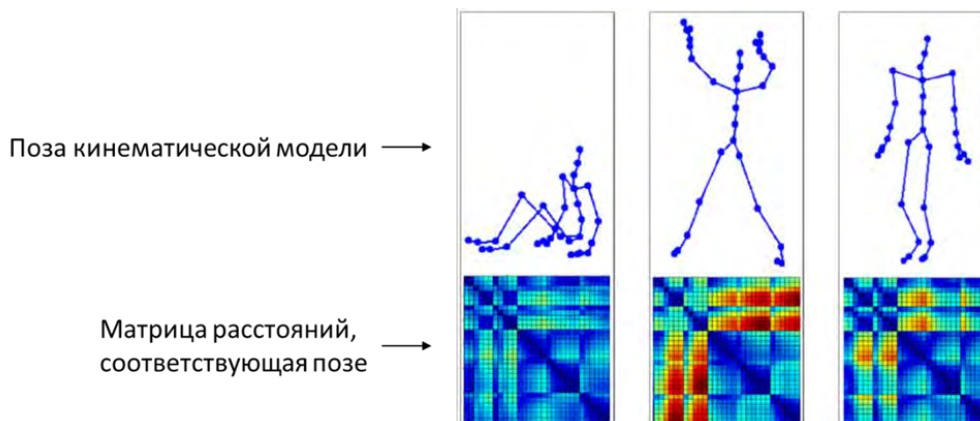 Поза кинематической модели
Матрица расстояний,
соответствующая позе